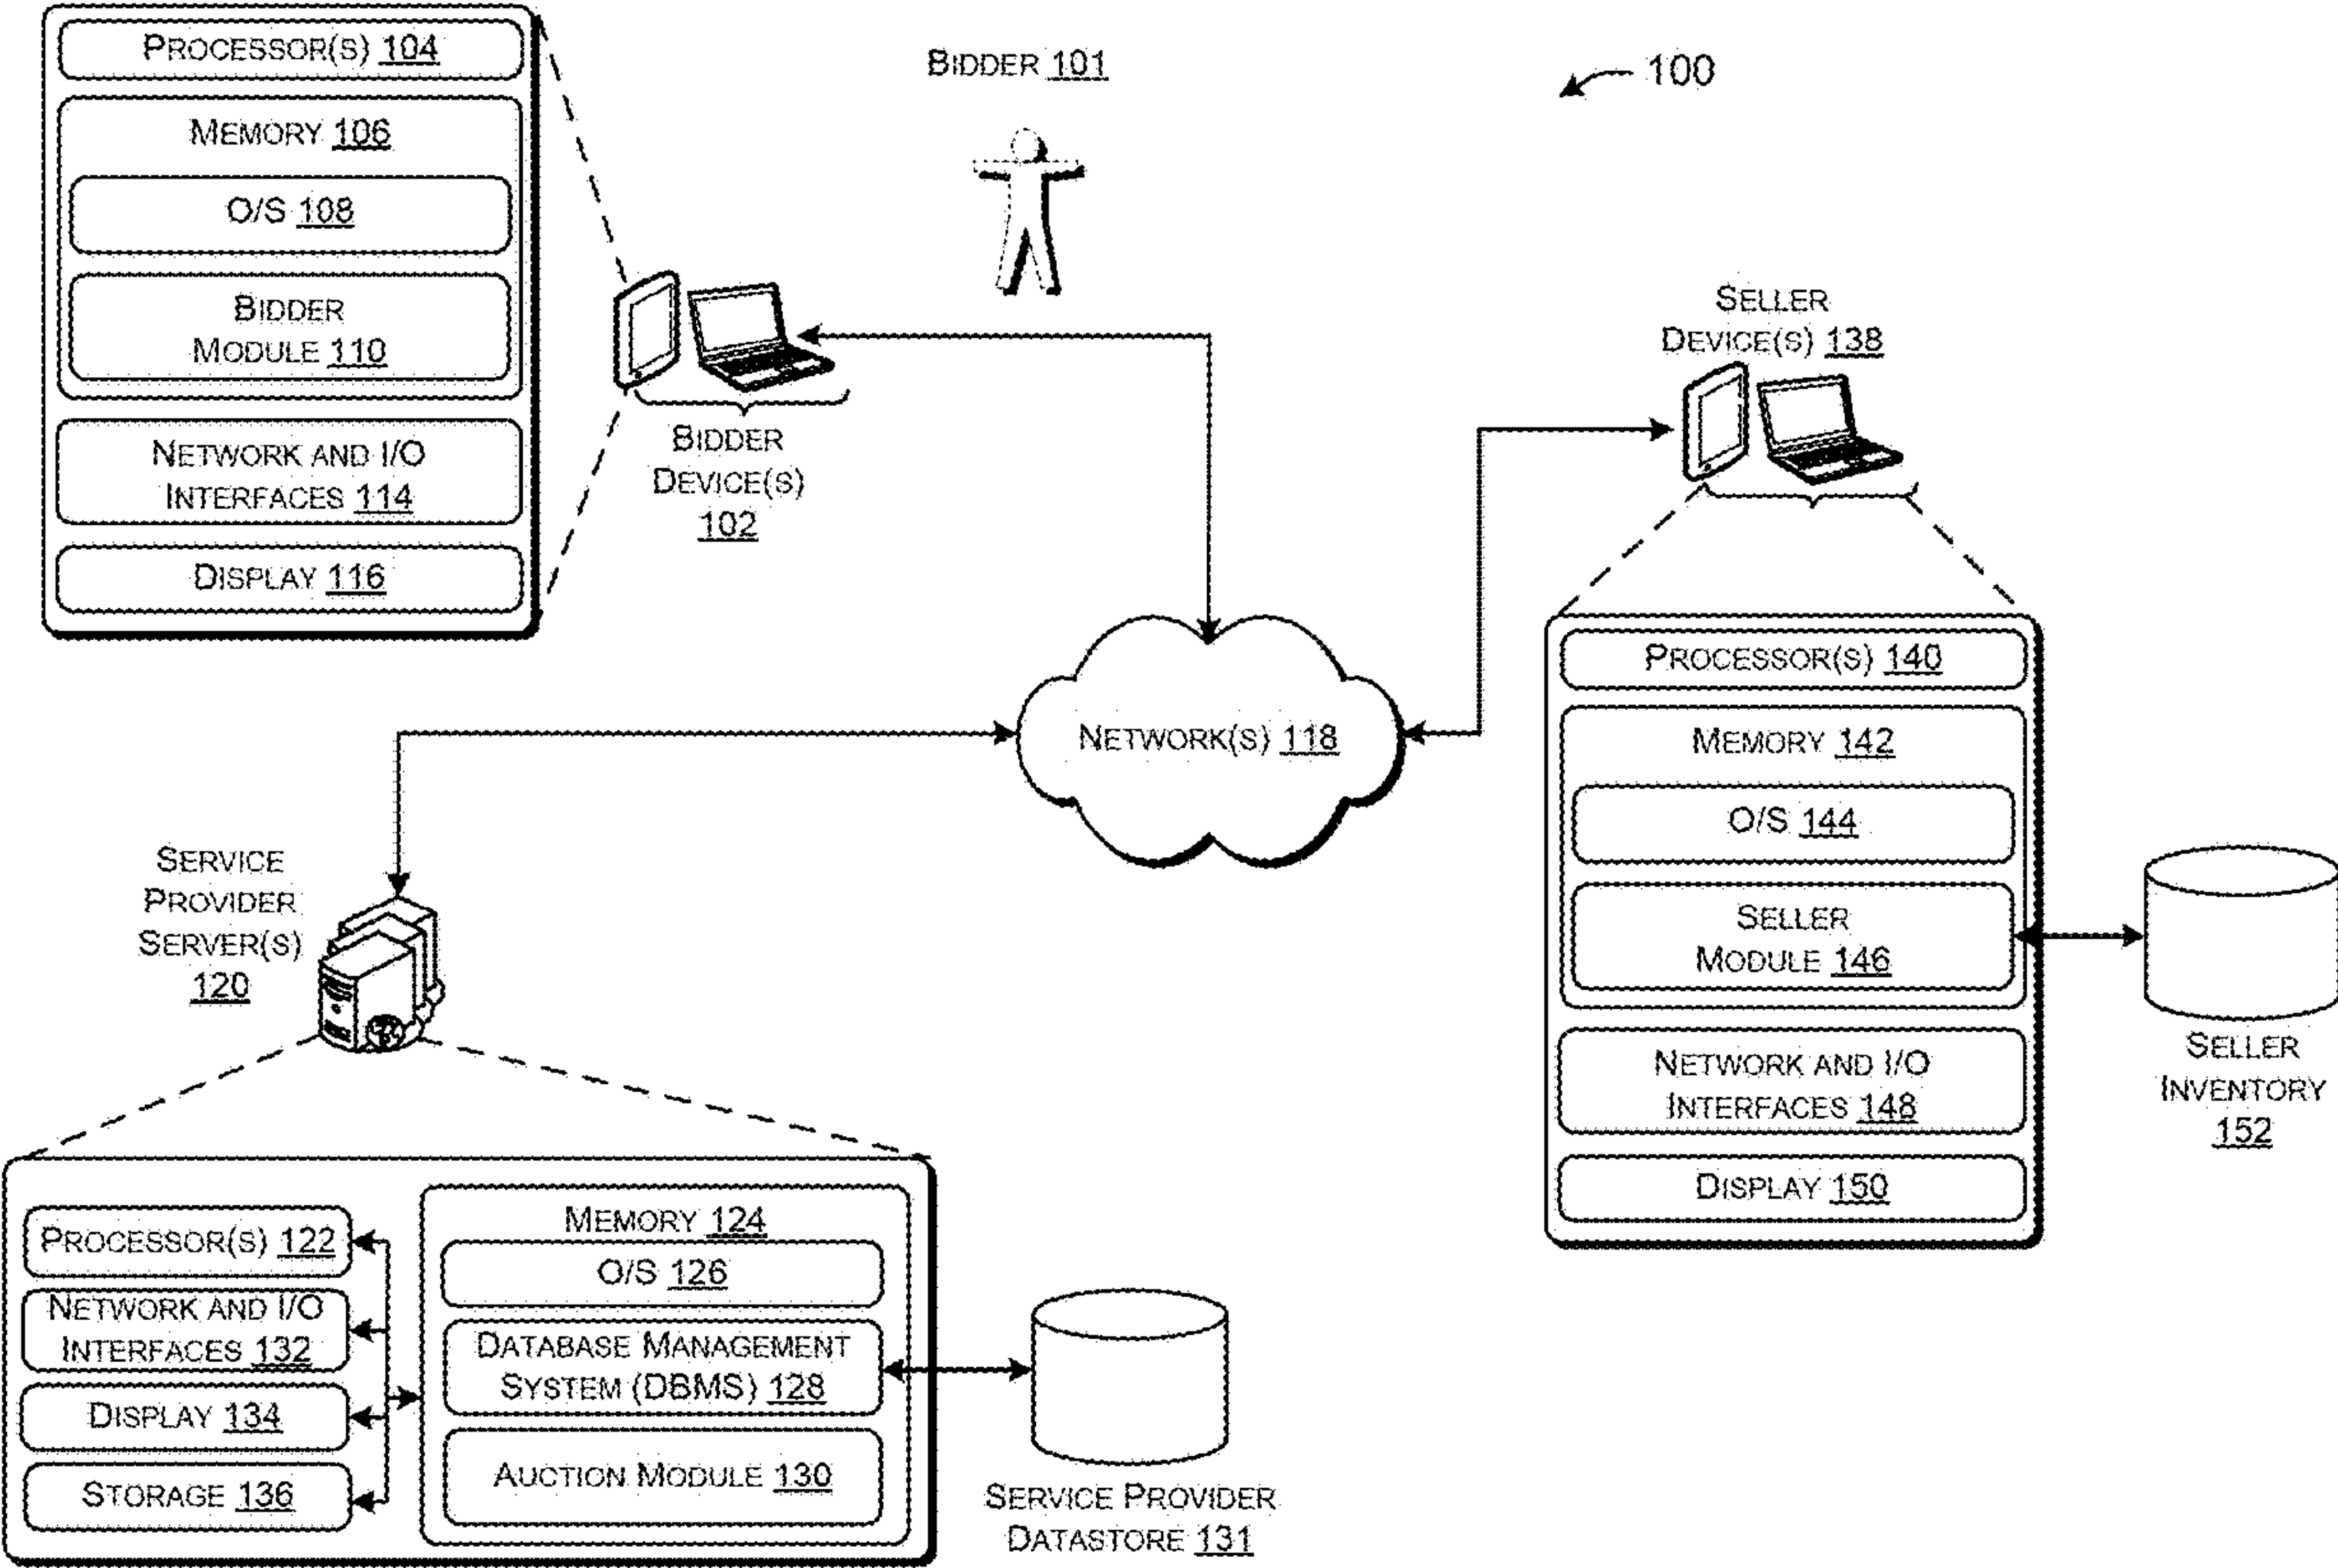 PROCESSOR(S) 104
MEMORY 106
O/S 108
BIDDER
MODULE 110
NETWORK AND I/O
INTERFACES 114
DISPLAY 116
BIDDER 101
100
BIDDER
DEVICE(S)
102
SELLER
DEVICE(S) 138
NETWORK(S) 118
PROCESSOR(S) 140
MEMORY 142
O/S 144
SELLER
MODULE 146
NETWORK AND I/O
INTERFACES 148
DISPLAY 150
SELLER
INVENTORY
152
SERVICE
PROVIDER
SERVER(S)
120
PROCESSOR(S) 122
NETWORK AND I/O
INTERFACES 132
DISPLAY 134
STORAGE 136
MEMORY 124
O/S 126
DATABASE MANAGEMENT
SYSTEM (DBMS) 128
AUCTION MODULE 130
SERVICE PROVIDER
DATASTORE 131